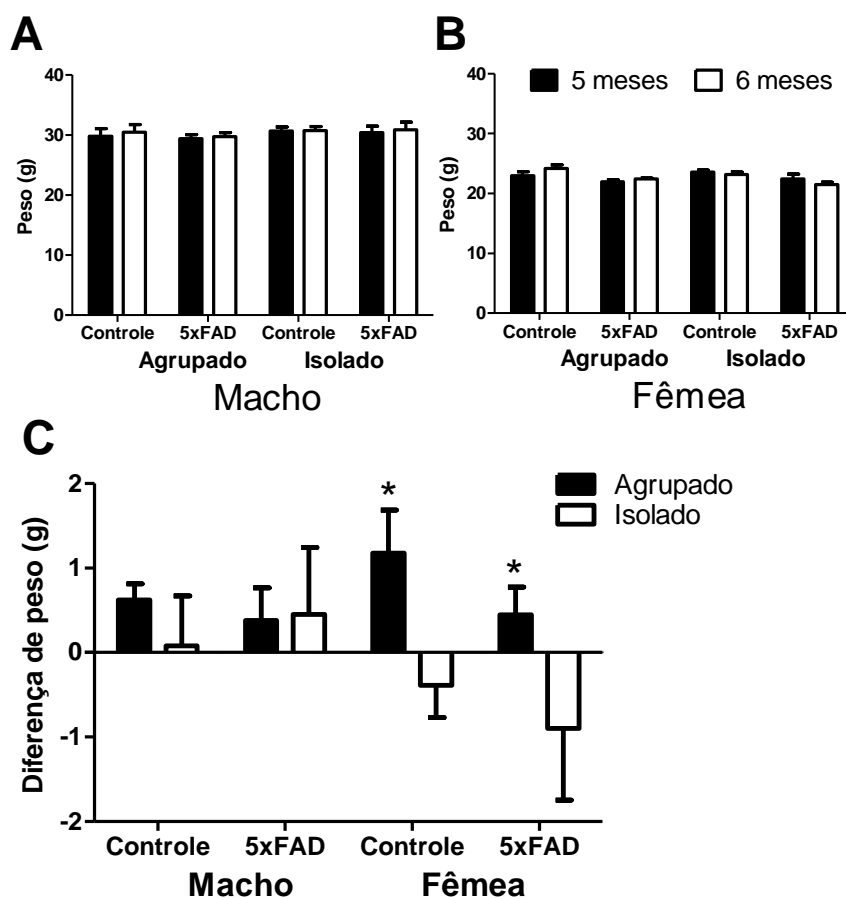 A
Peso (g)
40
30
20
10
0
Controle 5xFAD Controle 5xFAD
Agrupado Isolado
Macho
B
5 meses 6 meses
Peso (g)
40
30
20
10
0
Controle 5xFAD Controle 5xFAD
Agrupado Isolado
Fêmea
C
Agrupado
Isolado
Diferença de peso (g)
2
1
0
-1
-2
* *
Controle 5xFAD Controle 5xFAD
Macho Fêmea